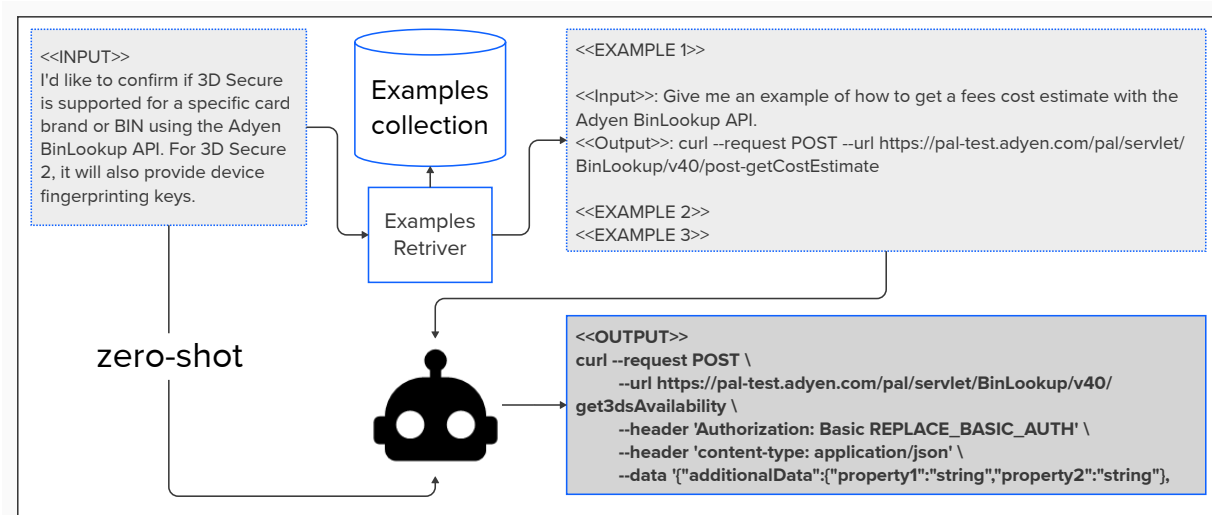 <<INPUT>>
I'd like to confirm if 3D Secure
is supported for a specific card
brand or BIN using the Adyen
BinLookup API. For 3D Secure
2, it will also provide device
fingerprinting keys.
Examples
collection
Examples
Retriver
<<EXAMPLE 1>>
<<Input>>: Give me an example of how to get a fees cost estimate with the
Adyen BinLookup API.
<<Output>>: curl --request POST --url https://pal-test.adyen.com/pal/servlet/
BinLookup/v40/post-getCostEstimate
<<EXAMPLE 2>>
<<EXAMPLE 3>>
zero-shot
<<OUTPUT>>
curl --request POST \
--url https://pal-test.adyen.com/pal/servlet/BinLookup/v40/
get3dsAvailability \
--header 'Authorization: Basic REPLACE_BASIC_AUTH' \
--header 'content-type: application/json' \
--data '{"additionalData":{"property1":"string","property2":"string"},